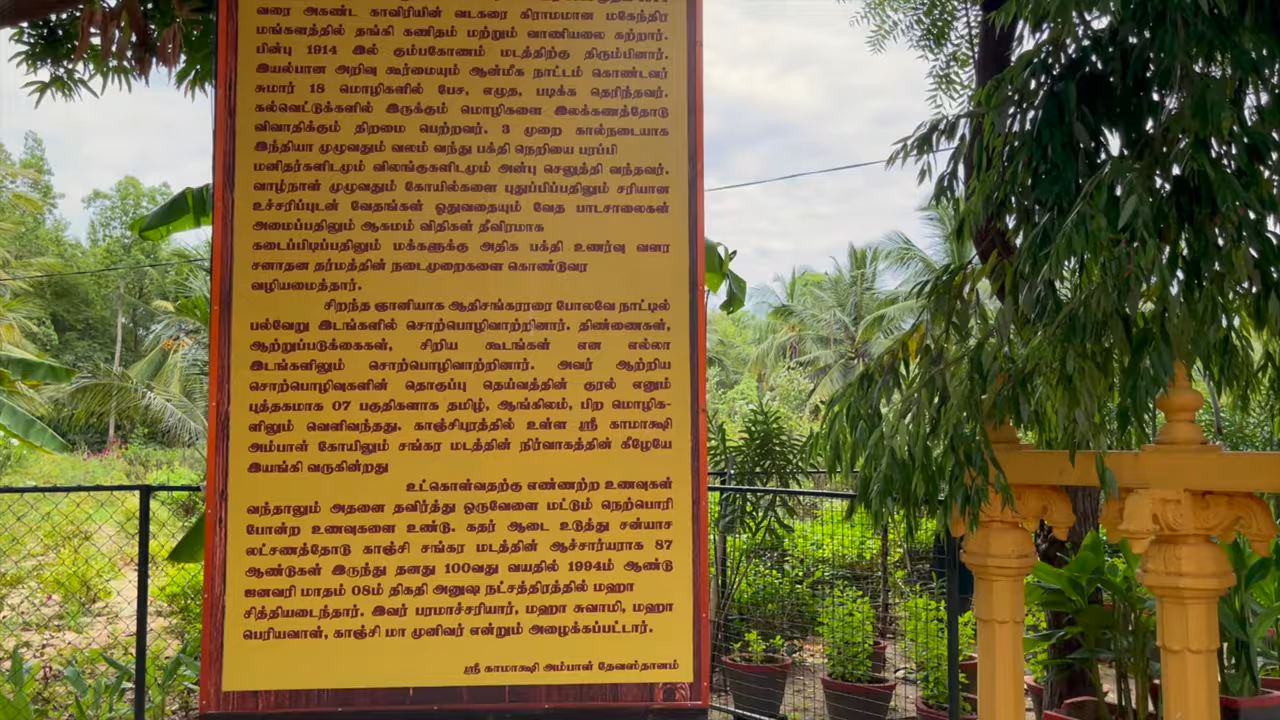 வரை அகண்ட காவிரியின் வடகரை கிராமமான மகேந்திர
மங்களத்தில் தங்கி கணிதம் மற்றும் வாணியலை கற்றார்.
பின்பு 1914 இல் கும்பகோணம் மடத்திற்கு திரும்பினார்.
இயல்பான அறிவு கூர்மையும் ஆன்மீக நாட்டம் கொண்டவர்
சுமார் 18 மொழிகளில் பேச, எழுத, படிக்க தெரிந்தவர்.
கல்வெட்டுக்களில் இருக்கும் மொழிகளை இலக்கணத்தோடு
விவாதிக்கும் திறமை பெற்றவர். 3 முறை கால்நடையாக
இந்தியா முழுவதும் வலம் வந்து பக்தி நெறியை பரப்பி
மனிதர்களிடமும் விலங்குகளிடமும் அன்பு செலுத்தி வந்தவர்.
வாழ்நாள் முழுவதும் கோயில்களை புதுப்பிப்பதிலும் சரியான
உச்சரிப்புடன் வேதங்கள் ஓதுவதையும் வேத பாடசாலைகள்
அமைப்பதிலும் ஆகமம் விதிகள் தீவிரமாக
கடைப்பிடிப்பதிலும் மக்களுக்கு அதிக பக்தி உணர்வு வளர
சனாதன தர்மத்தின் நடைமுறைகளை கொண்டுவர
வழியமைத்தார்.
சிறந்த ஞானியாக ஆதிசங்கரரரை போலவே நாட்டில்
பல்வேறு இடங்களில் சொற்பொழிவாற்றினார். திண்ணைகள்,
ஆற்றுப்படுக்கைகள், சிறிய கூடங்கள் என எல்லா
இடங்களிலும் சொற்பொழிவாற்றினார். அவர் ஆற்றிய
சொற்பொழிவுகளின் தொகுப்பு தெய்வத்தின் குரல் எனும்
புத்தகமாக 07 பகுதிகளாக தமிழ், ஆங்கிலம், பிற மொழிக-
ளிலும் வெளிவந்தது. காஞ்சிபுரத்தில் உள்ள ஸ்ரீ காமாக்ஷி
அம்பாள் கோயிலும் சங்கர மடத்தின் நிர்வாகத்தின் கீழேயே
இயங்கி வருகின்றது
உட்கொள்வதற்கு எண்ணற்ற உணவுகள்
வந்தாலும் அதனை தவிர்த்து ஒருவேளை மட்டும் நெற்பொரி
போன்ற உணவுகளை உண்டு. கதர் ஆடை உடுத்து சன்யாச
லட்சணத்தோடு காஞ்சி சங்கர மடத்தின் ஆச்சார்யராக 87
ஆண்டுகள் இருந்து தனது 100வது வயதில் 1994ம் ஆண்டு
ஜனவரி மாதம் 08ம் திகதி அனுஷ நட்சத்திரத்தில் மஹா
சித்தியடைந்தார். இவர் பரமாச்சரியார், மஹா சுவாமி, மஹா
பெரியவாள், காஞ்சி மா முனிவர் என்றும் அழைக்கப்பட்டார்.
ஸ்ரீ காமாக்ஷி அம்பாள் தேவஸ்தானம்